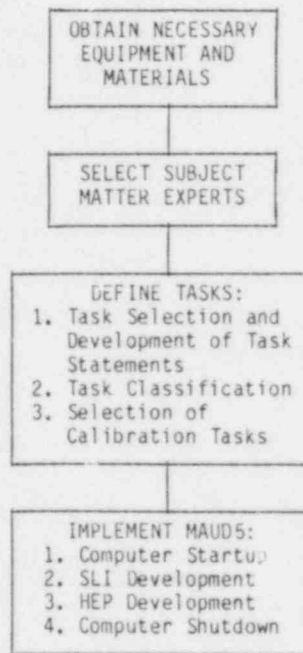 OBTAIN NECESSARY
EQUIPMENT AND
MATERIALS
SELECT SUBJECT
MATTER EXPERTS
DEFINE TASKS:
1. Task Selection and
Development of Task
Statements
2. Task Classification
3. Selection of
Calibration Tasks
IMPLEMENT MAUD5:
1. Computer Startup
2. SLI Development
3. HEP Development
4. Computer Shutdown